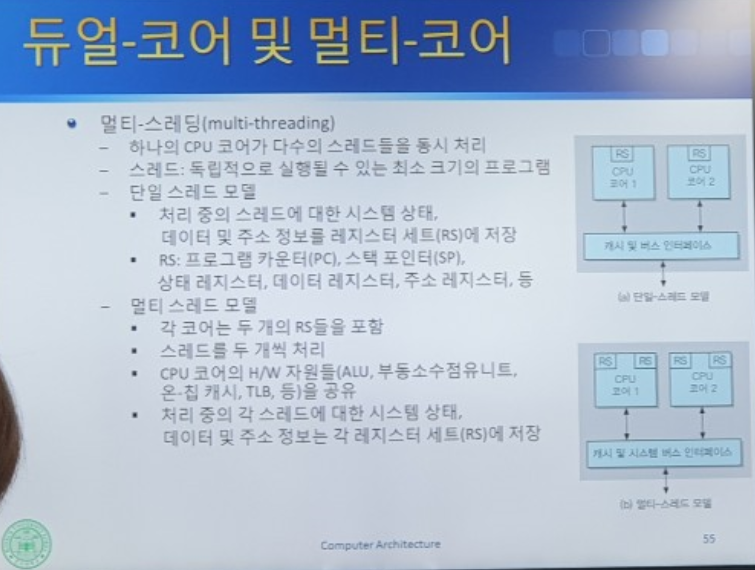 듀얼-코어 및 멀티-코어
멀티-스레딩(multi-threading)
– 하나의 CPU 코어가 다수의 스레드들을 동시 처리
– 스레드: 독립적으로 실행될 수 있는 최소 크기의 프로그램
– 단일 스레드 모델
▪ 처리 중의 스레드에 대한 시스템 상태,
데이터 및 주소 정보를 레지스터 세트(RS)에 저장
▪ RS: 프로그램 카운터(PC), 스택 포인터(SP),
상태 레지스터, 데이터 레지스터, 주소 레지스터, 등
– 멀티 스레드 모델
▪ 각 코어는 두 개의 RS들을 포함
▪ 스레드를 두 개씩 처리
▪ CPU 코어의 H/W 자원들(ALU, 부동소수점유니트,
온-칩 캐시, TLB, 등)을 공유
▪ 처리 중의 각 스레드에 대한 시스템 상태,
데이터 및 주소 정보는 각 레지스터 세트(RS)에 저장
RS RS
CPU CPU
코어 1 코어 2
캐시 및 버스 인터페이스
(a) 단일-스레드 모델
RS RS RS RS
CPU CPU
코어 1 코어 2
캐시 및 시스템 버스 인터페이스
(b) 멀티-스레드 모델
Computer Architecture
55